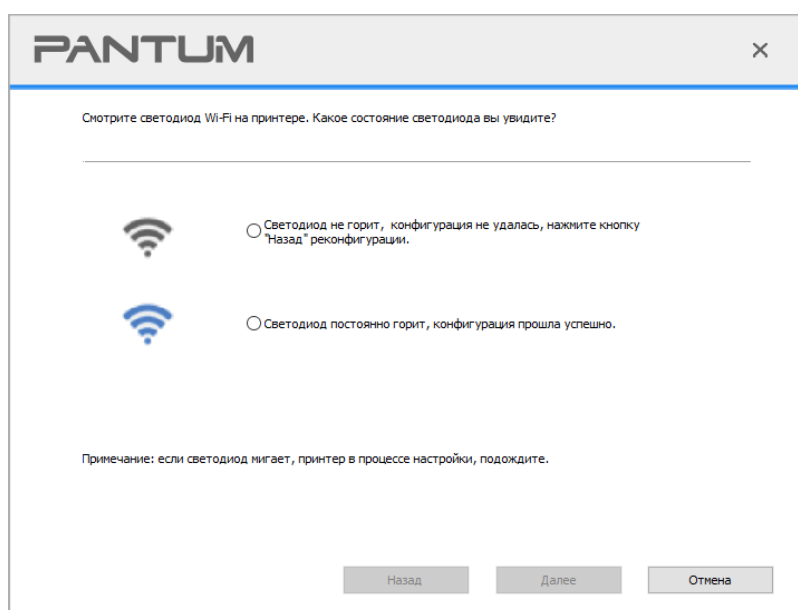 PANTUM
Смотрите светодиод Wi-Fi на принтере. Какое состояние светодиода вы увидите?
Светодиод не горит, конфигурация не удалась, нажмите кнопку
"Назад" реконфигурации.
Светодиод постоянно горит, конфигурация прошла успешно.
Примечание: если светодиод мигает, принтер в процессе настройки, подождите.
Назад
Далее
Отмена